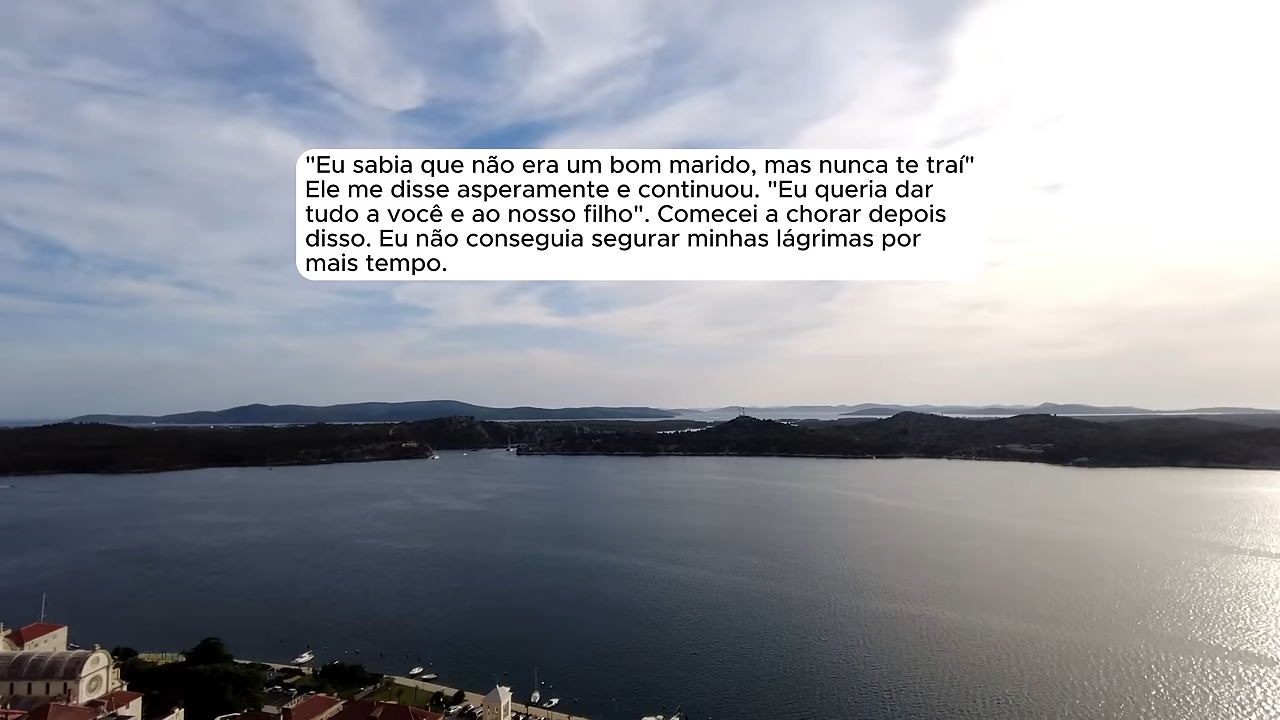 "Eu sabia que não era um bom marido, mas nunca te traí"
Ele me disse asperamente e continuou. "Eu queria dar
tudo a você e ao nosso filho". Comecei a chorar depois
disso. Eu não conseguia segurar minhas lágrimas por
mais tempo.